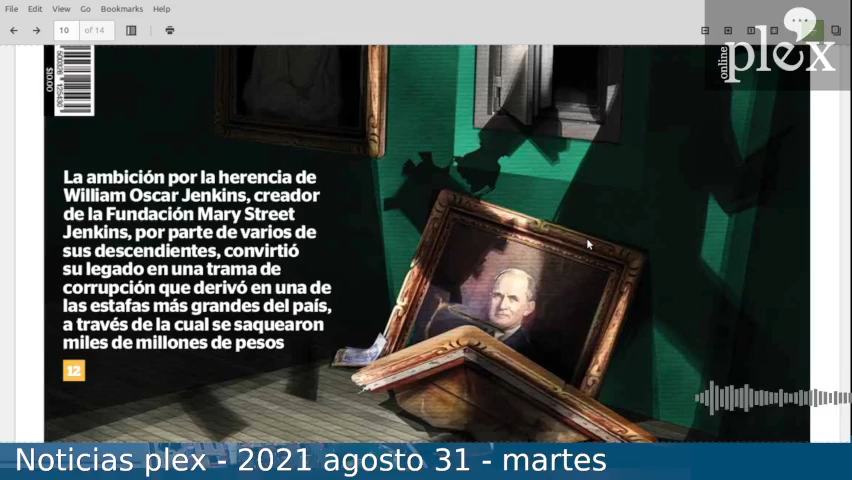 File Edit View Go Bookmarks Help
10 of 14
online
plex
$10.00
La ambición por la herencia de
William Oscar Jenkins, creador
de la Fundación Mary Street
Jenkins, por parte de varios de
sus descendientes, convirtió
su legado en una trama de
corrupción que derivó en una de
las estafas más grandes del país,
a través de la cual se saquearon
miles de millones de pesos
12
Noticias plex - 2021 agosto 31 - martes